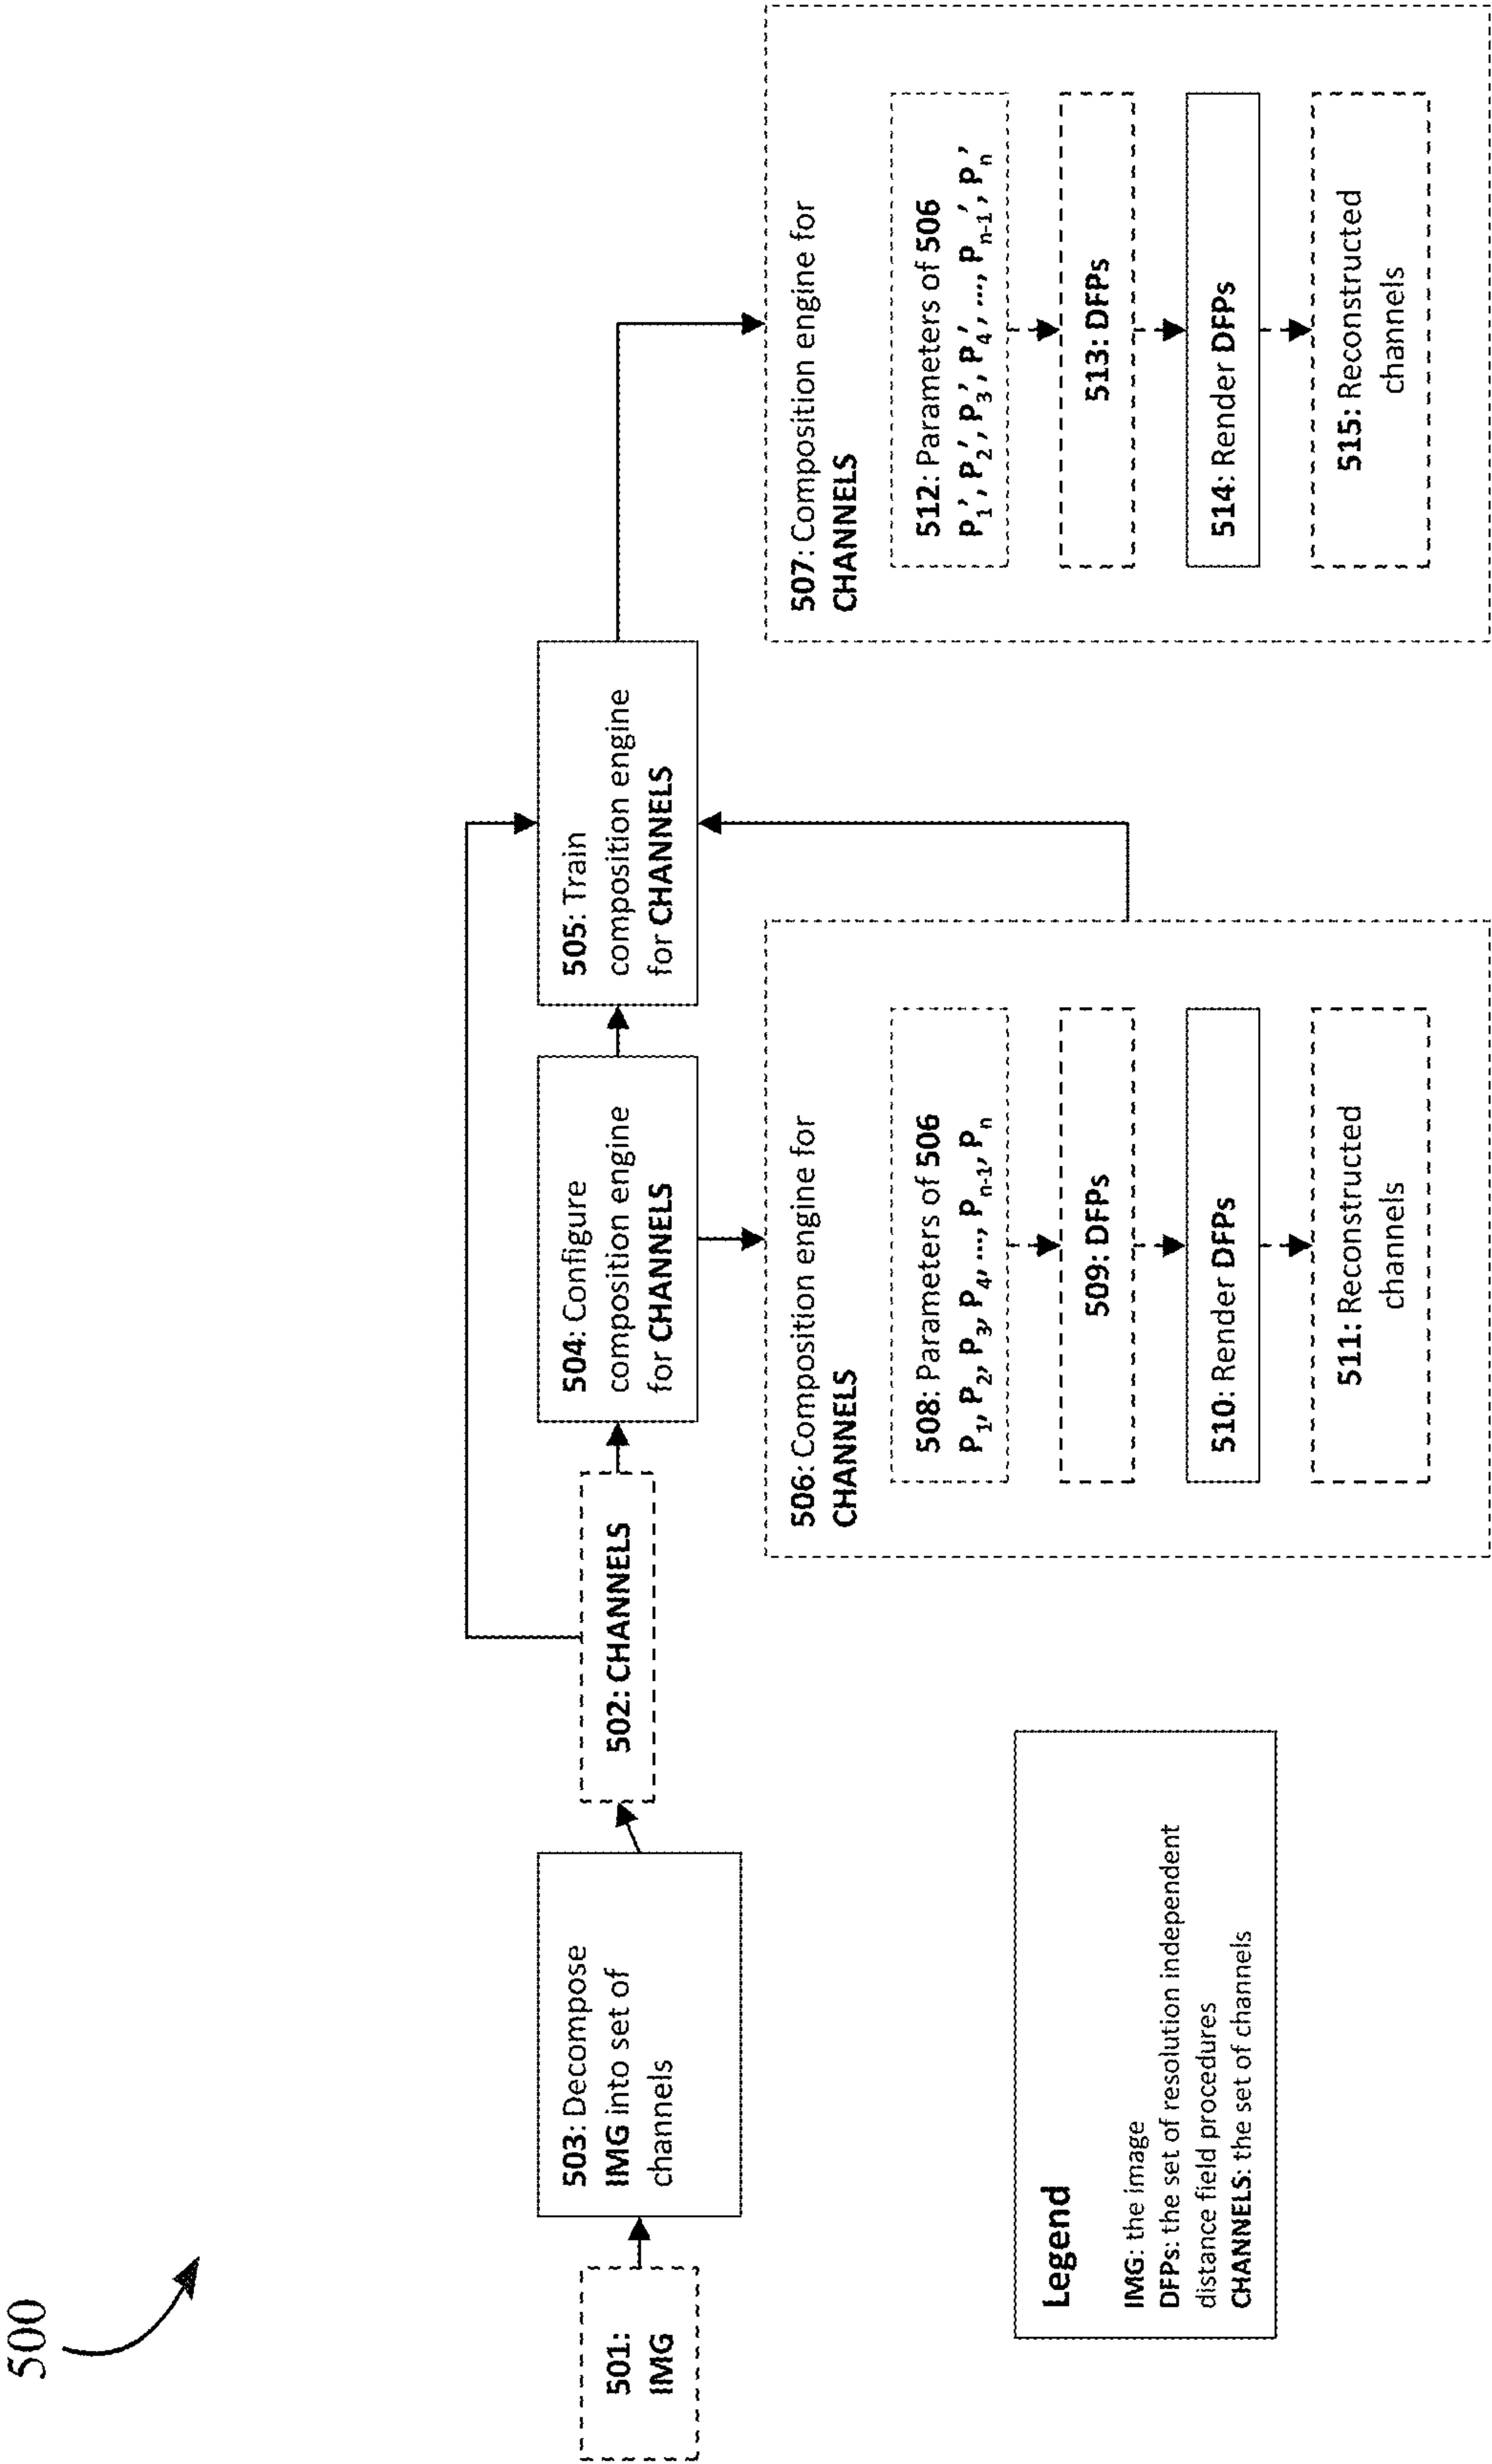 500
501:
IMG
503: Decompose
IMG into set of
channels
502: CHANNELS
504: Configure
composition engine
for CHANNELS
505: Train
composition engine
for CHANNELS
506: Composition engine for
CHANNELS
508: Parameters of 506
P₁, P₂, P₃, P₄, ..., Pₙ₋₁, Pₙ
509: DFPs
510: Render DFPs
511: Reconstructed
channels
507: Composition engine for
CHANNELS
512: Parameters of 506
P₁', P₂', P₃', P₄', ..., Pₙ₋₁', Pₙ'
513: DFPs
514: Render DFPs
515: Reconstructed
channels
Legend
IMG: the image
DFPs: the set of resolution independent
distance field procedures
CHANNELS: the set of channels